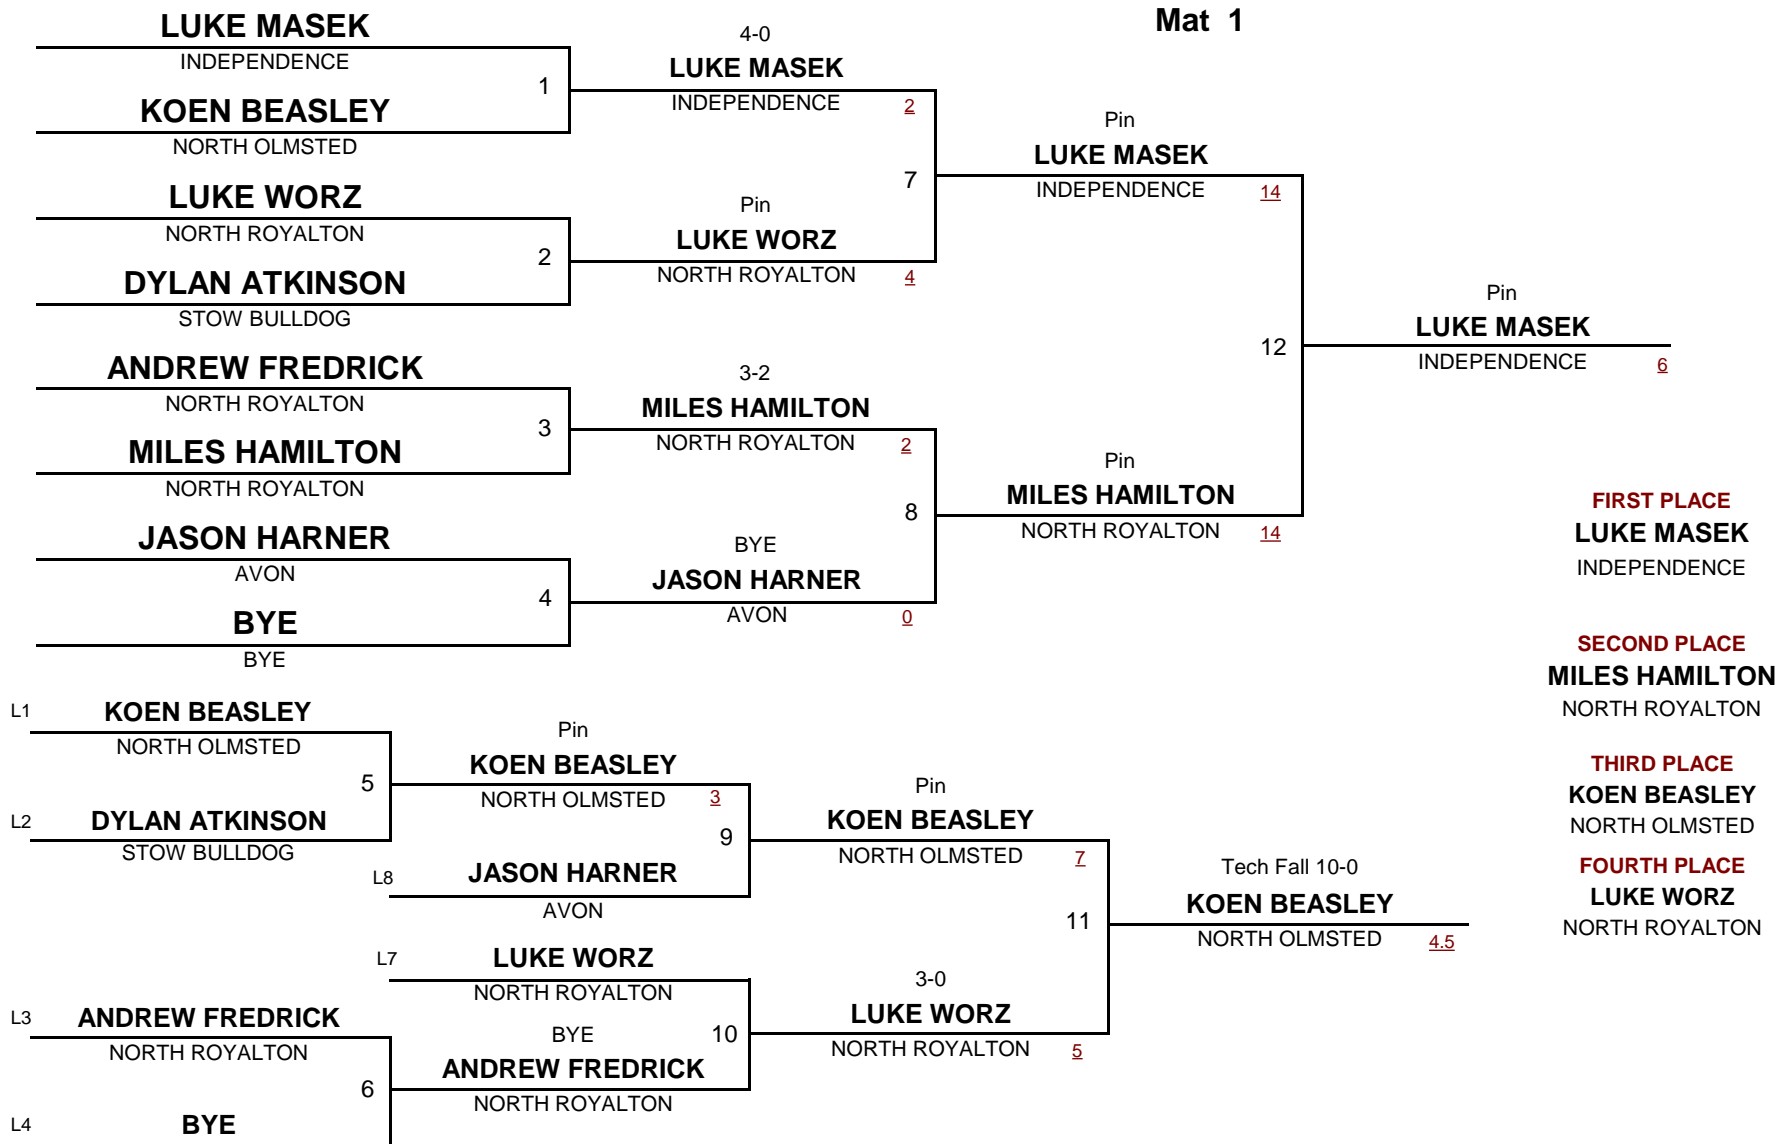 Mat 1
LUKE MASEK
INDEPENDENCE
1
KOEN BEASLEY
NORTH OLMSTED
LUKE WORZ
NORTH ROYALTON
2
DYLAN ATKINSON
STOW BULLDOG
ANDREW FREDRICK
NORTH ROYALTON
3
MILES HAMILTON
NORTH ROYALTON
JASON HARNER
AVON
4
BYE
BYE
4-0
LUKE MASEK
INDEPENDENCE 2
7
Pin
LUKE WORZ
NORTH ROYALTON 4
3-2
MILES HAMILTON
NORTH ROYALTON 2
8
BYE
JASON HARNER
AVON 0
Pin
LUKE MASEK
INDEPENDENCE 14
12
Pin
MILES HAMILTON
NORTH ROYALTON 14
Pin
LUKE MASEK
INDEPENDENCE 6
FIRST PLACE
LUKE MASEK
INDEPENDENCE
SECOND PLACE
MILES HAMILTON
NORTH ROYALTON
THIRD PLACE
KOEN BEASLEY
NORTH OLMSTED
FOURTH PLACE
LUKE WORZ
NORTH ROYALTON
L1 KOEN BEASLEY
NORTH OLMSTED
5
L2 DYLAN ATKINSON
STOW BULLDOG
L3 ANDREW FREDRICK
NORTH ROYALTON
6
L4 BYE
Pin
KOEN BEASLEY
NORTH OLMSTED 3
9
L8 JASON HARNER
AVON
L7 LUKE WORZ
NORTH ROYALTON
BYE 10
ANDREW FREDRICK
NORTH ROYALTON
Pin
KOEN BEASLEY
NORTH OLMSTED 7
11
3-0
LUKE WORZ
NORTH ROYALTON 5
Tech Fall 10-0
KOEN BEASLEY
NORTH OLMSTED 4.5